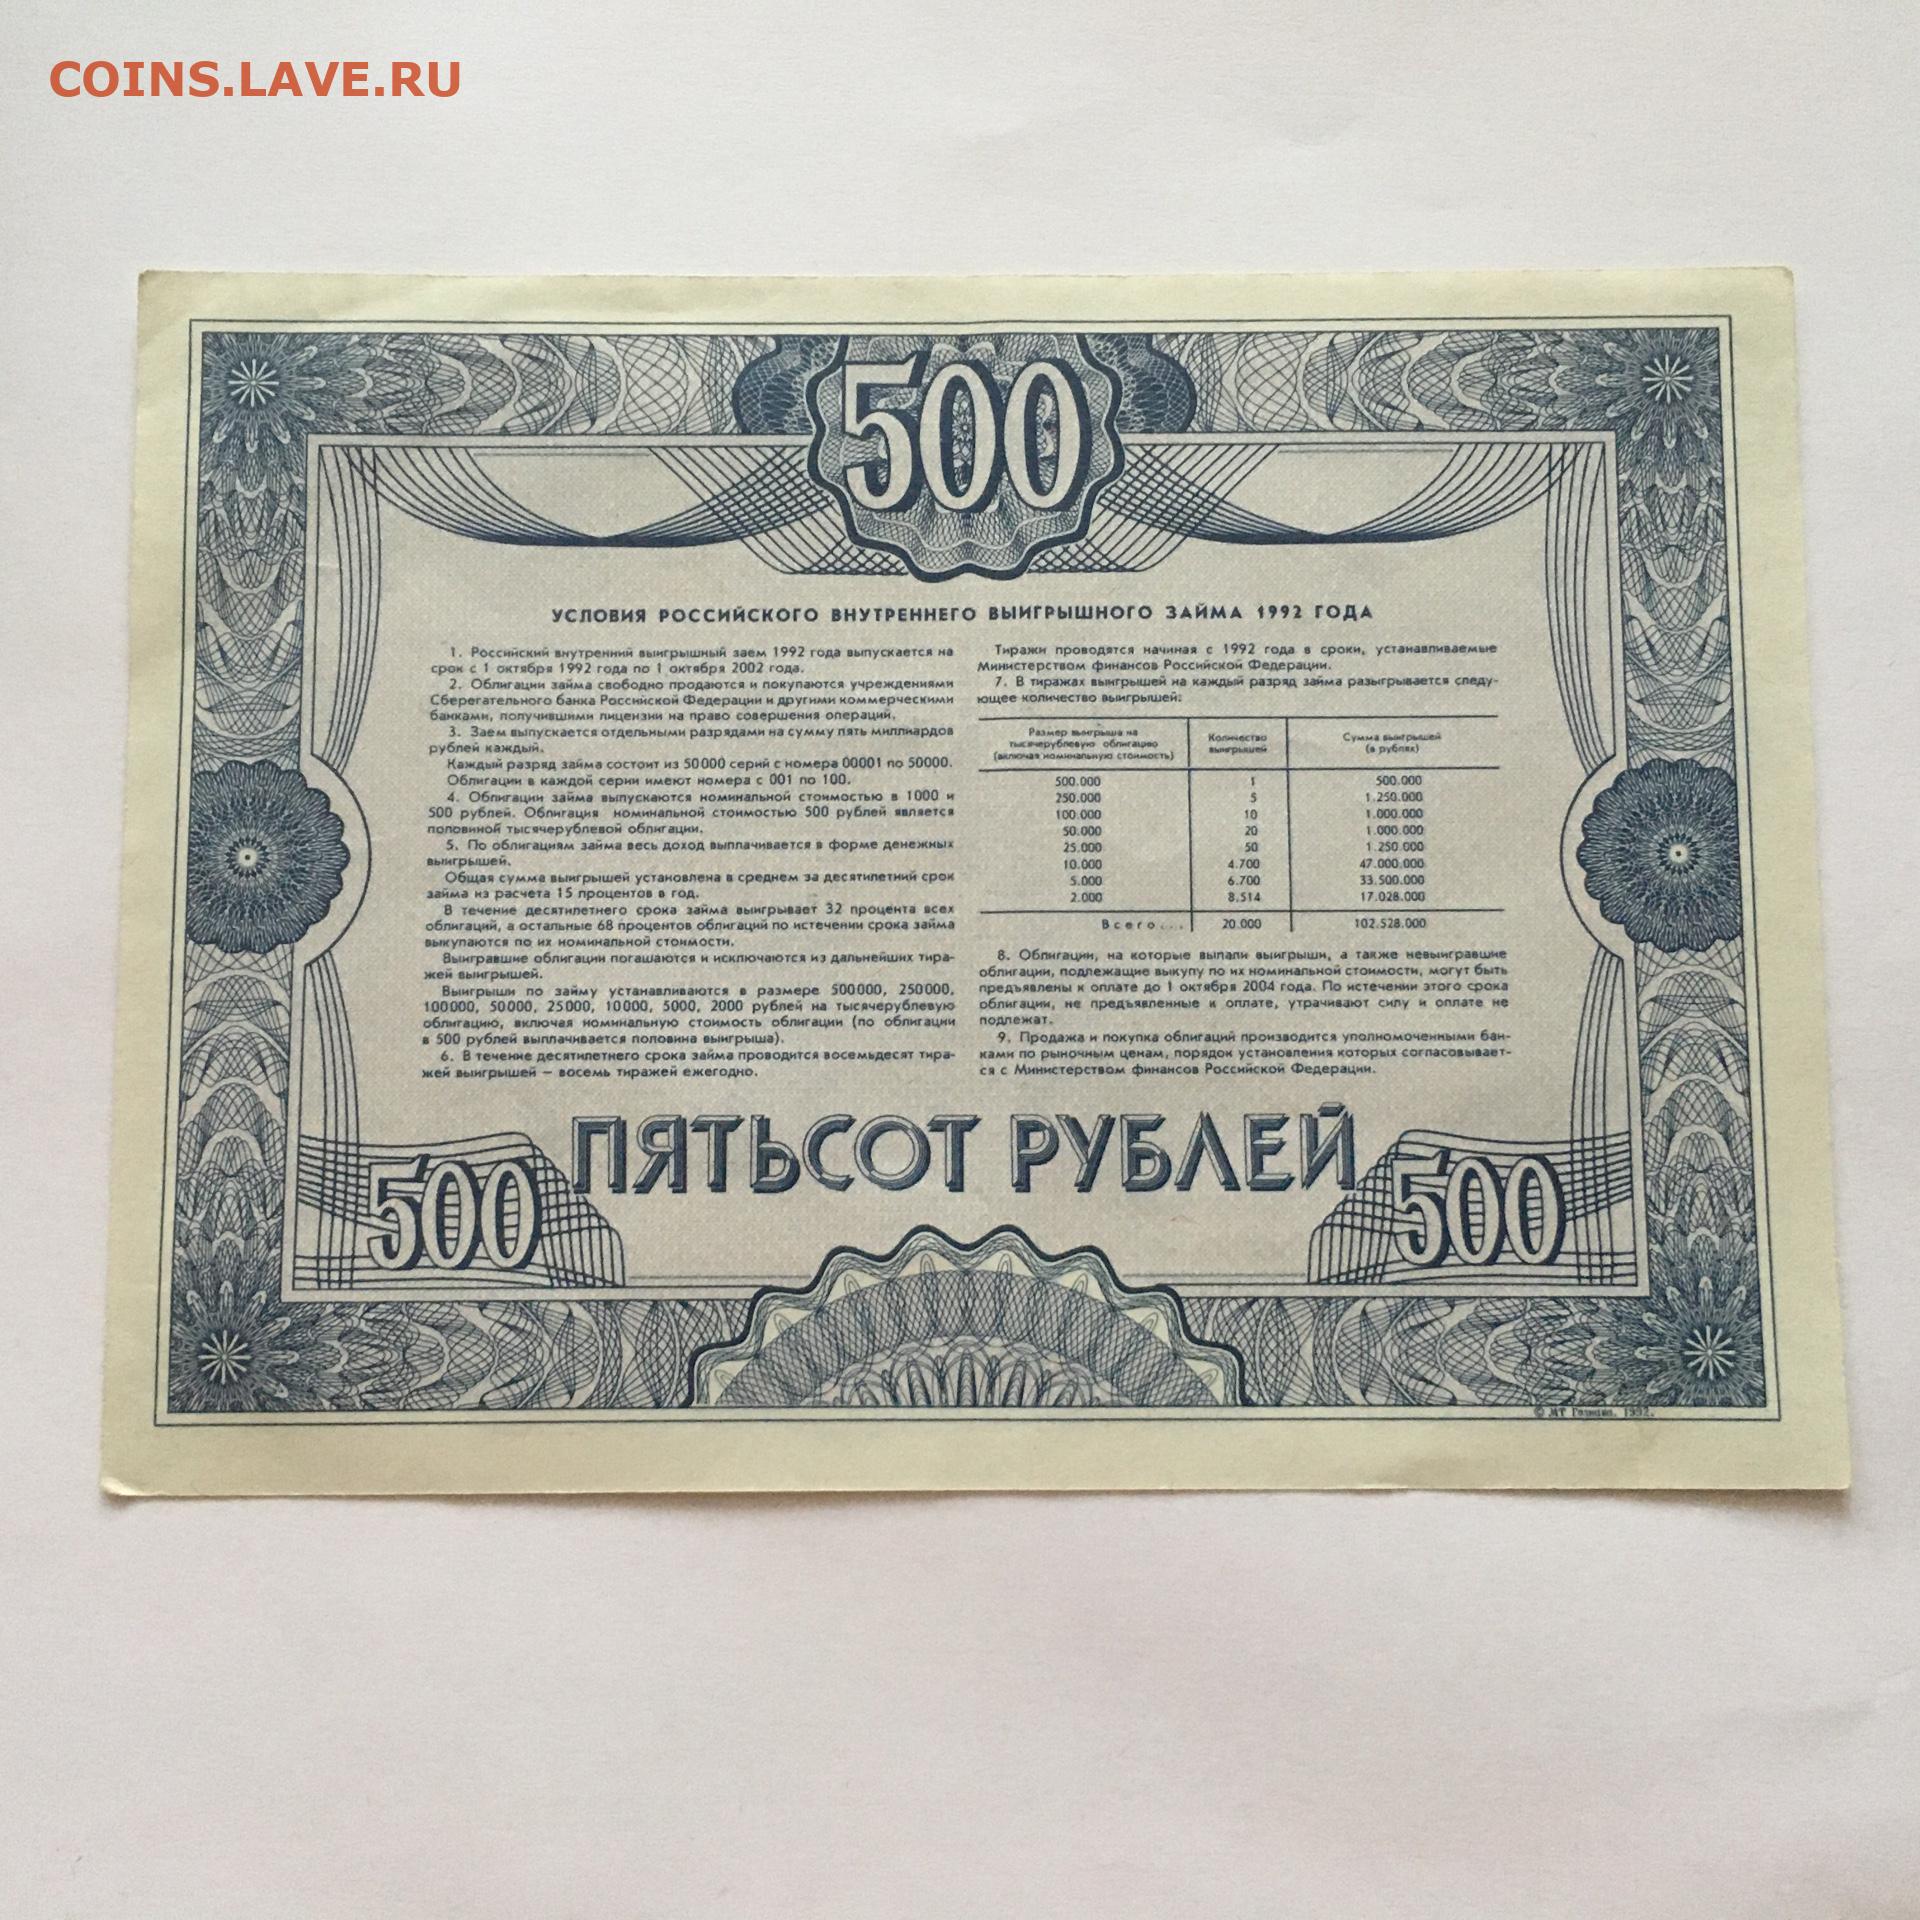 COINS.LAVE.RU
500
УСЛОВИЯ РОССИЙСКОГО ВНУТРЕННЕГО ВЫИГРЫШНОГО ЗАЙМА 1992 ГОДА
1. Российский внутренний выигрышный заем 1992 года выпускается на
срок с 1 октября 1992 года по 1 октября 2002 года.
2. Облигации займа свободно продаются и покупаются учреждениями
Сберегательного банка Российской Федерации и другими коммерческими
банками, получившими лицензии на право совершения операций.
3. Заем выпускается отдельными разрядами на сумму пять миллиардов
рублей каждый.
Каждый разряд займа состоит из 50000 серий с номера 00001 по 50000.
Облигации в каждой серии имеют номера с 001 по 100.
4. Облигации займа выпускаются номинальной стоимостью в 1000 и
500 рублей. Облигация номинальной стоимостью 500 рублей является
половиной тысячерублевой облигации.
5. По облигациям займа весь доход выплачивается в форме денежных
выигрышей.
Общая сумма выигрышей установлена в среднем за десятилетний срок
займа из расчета 15 процентов в год.
В течение десятилетнего срока займа выигрывает 32 процента всех
облигаций, а остальные 68 процентов облигаций по истечении срока займа
выкупаются по их номинальной стоимости.
Выигравшие облигации погашаются и исключаются из дальнейших тира-
жей выигрышей.
Выигрыши по займу устанавливаются в размере 500000, 250000,
100000, 50000, 25000, 10000, 5000, 2000 рублей на тысячерублевую
облигацию, включая номинальную стоимость облигации (по облигации
в 500 рублей выплачивается половина выигрыша).
6. В течение десятилетнего срока займа проводится восемьдесят тира-
жей выигрышей — восемь тиражей ежегодно.
Тиражи проводятся начиная с 1992 года в сроки, устанавливаемые
Министерством финансов Российской Федерации.
7. В тиражах выигрышей на каждый разряд займа разыгрывается следу-
ющее количество выигрышей:
Размер выигрыша на тысячерублевую облигацию (включая номинальную стоимость) Количество выигрышей Сумма выигрышей (в рублях)
500.000 1 500.000
250.000 5 1.250.000
100.000 10 1.000.000
50.000 20 1.000.000
25.000 50 1.250.000
10.000 4.700 47.000.000
5.000 6.700 33.500.000
2.000 8.514 17.028.000
Всего... 20.000 102.528.000
8. Облигации, на которые выпали выигрыши, а также невыигравшие
облигации, подлежащие выкупу по их номинальной стоимости, могут быть
предъявлены к оплате до 1 октября 2004 года. По истечении этого срока
облигации, не предъявленные к оплате, утрачивают силу и оплате не
подлежат.
9. Продажа и покупка облигаций производится уполномоченными бан-
ками по рыночным ценам, порядок установления которых согласовывает-
ся с Министерством финансов Российской Федерации.
ПЯТЬСОТ РУБЛЕЙ
500 500
© МТ Гознака. 1992.